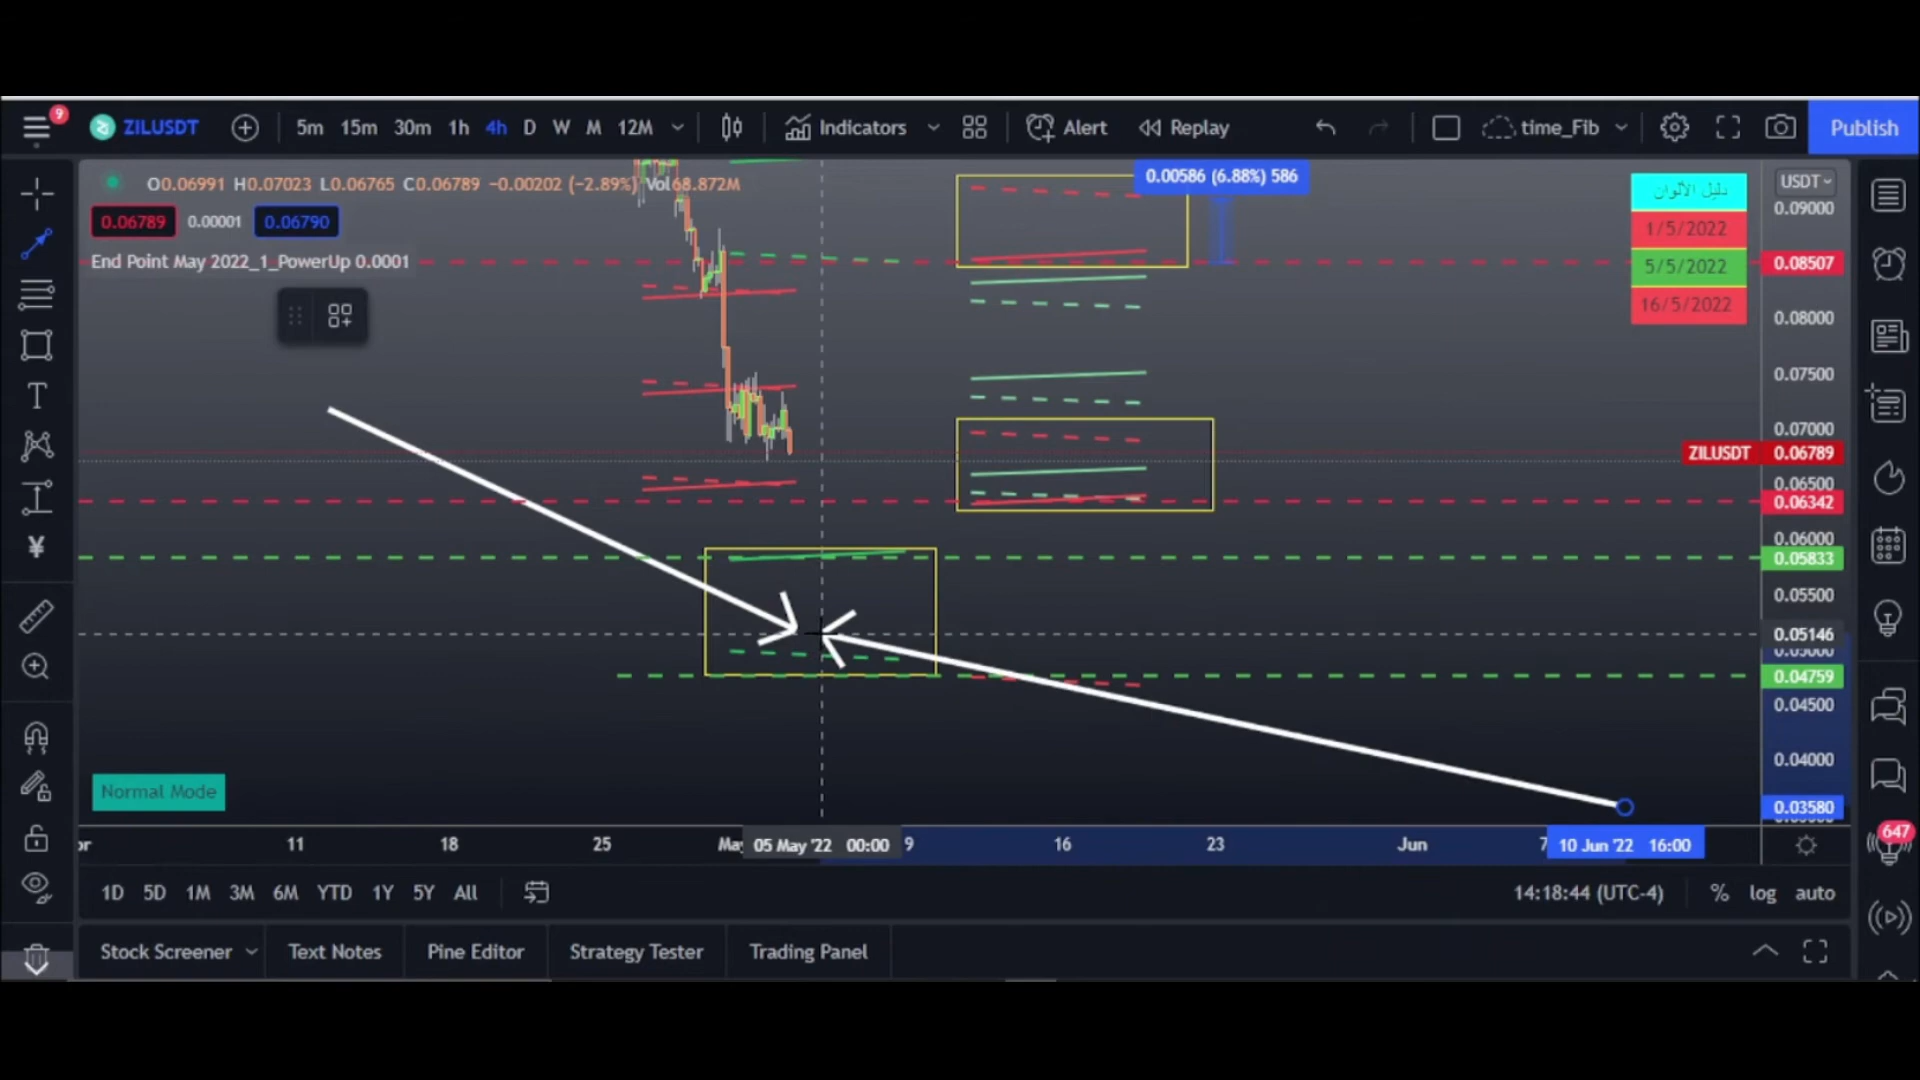 9
ZILUSDT
5m 15m 30m 1h 4h D W M 12M Indicators Alert Replay time_Fib Publish
O0.06991 H0.07023 L0.06765 C0.06789 −0.00202 (−2.89%) Vol68.872M
0.06789 0.00001 0.06790
End Point May 2022_1_PowerUp 0.0001
0.00586 (6.88%) 586
دليل الألوان
1/5/2022
5/5/2022
16/5/2022
USDT
0.09000
0.08507
0.08000
0.07500
0.07000
ZILUSDT 0.06789
0.06500
0.06342
0.06000
0.05833
0.05500
0.05146
0.05000
0.04759
0.04500
0.04000
0.03580
Normal Mode
647
11 18 25 May 05 May '22 00:00 9 16 23 Jun 7 10 Jun '22 16:00
1D 5D 1M 3M 6M YTD 1Y 5Y All 14:18:44 (UTC-4) % log auto
Stock Screener Text Notes Pine Editor Strategy Tester Trading Panel